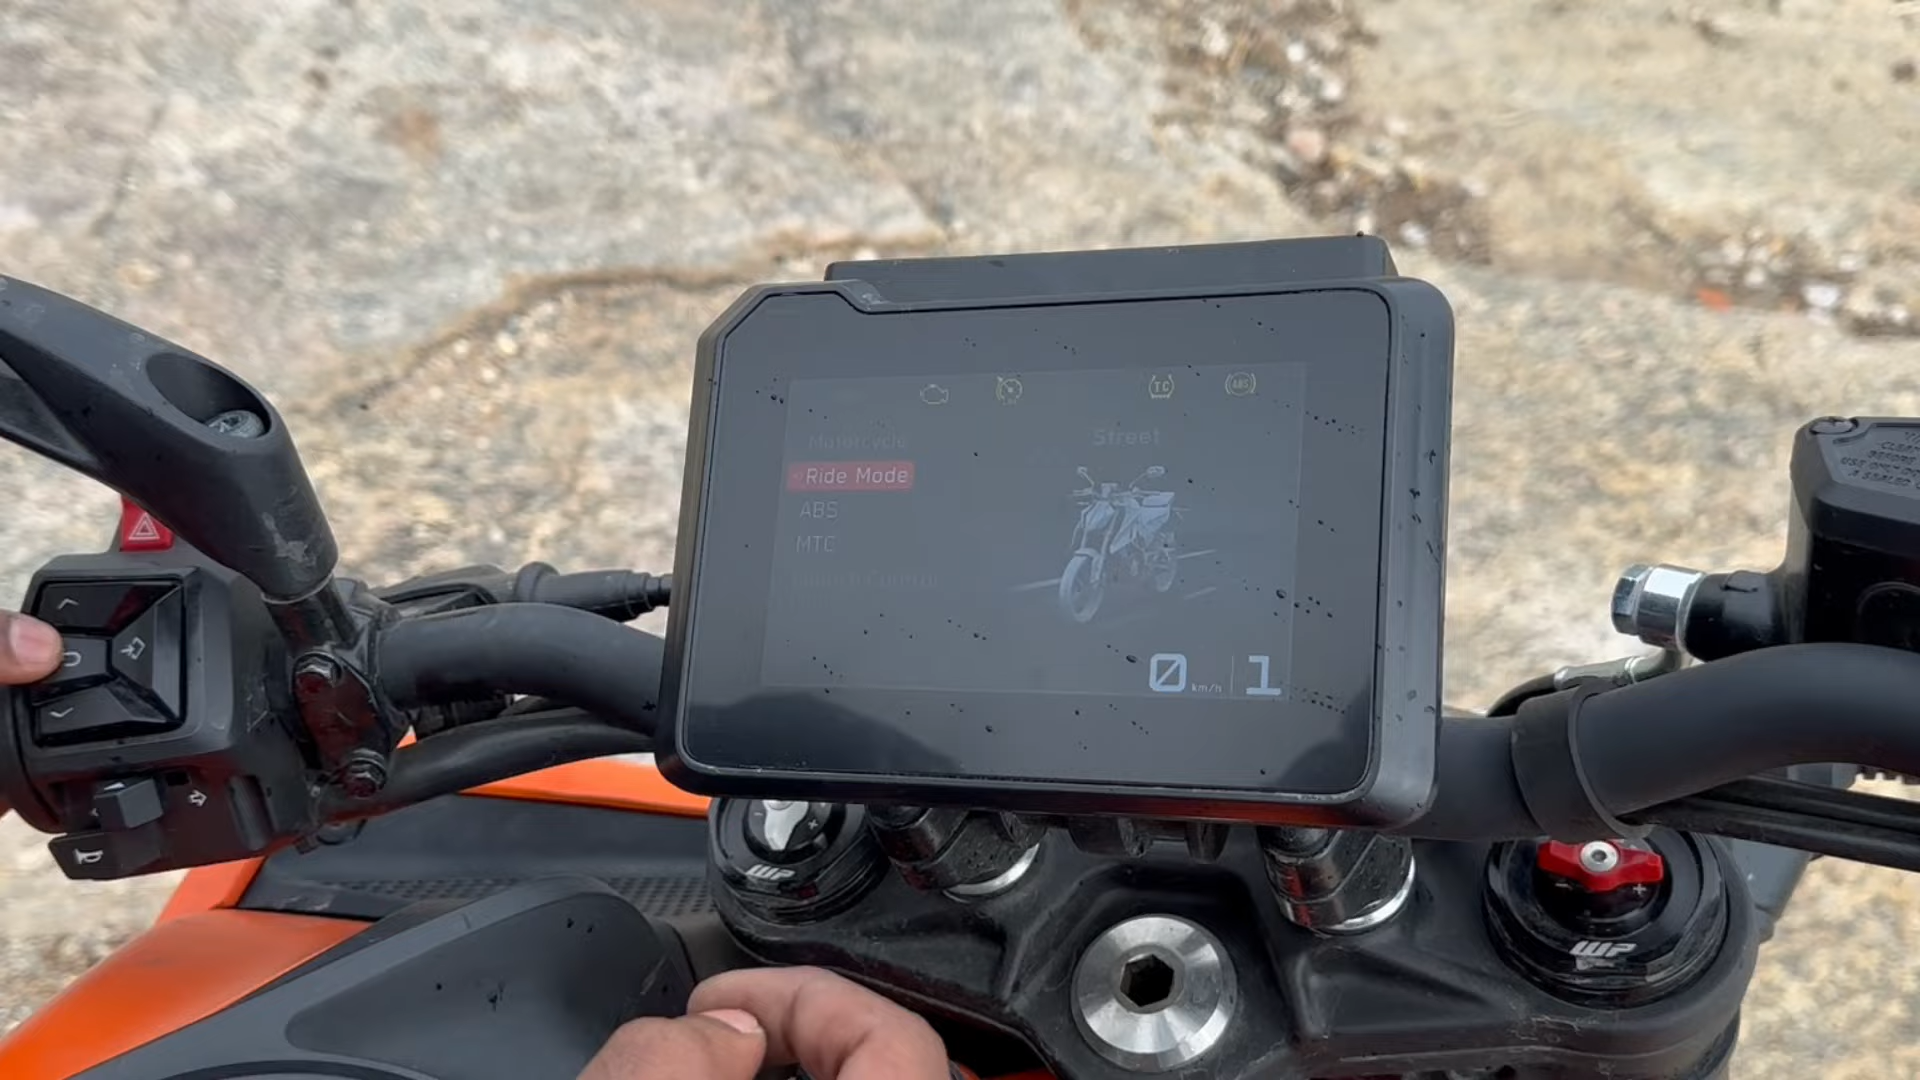 TC
ABS
Motorcycle
Street
Ride Mode
ABS
MTC
0 km/h 1
WP
WP